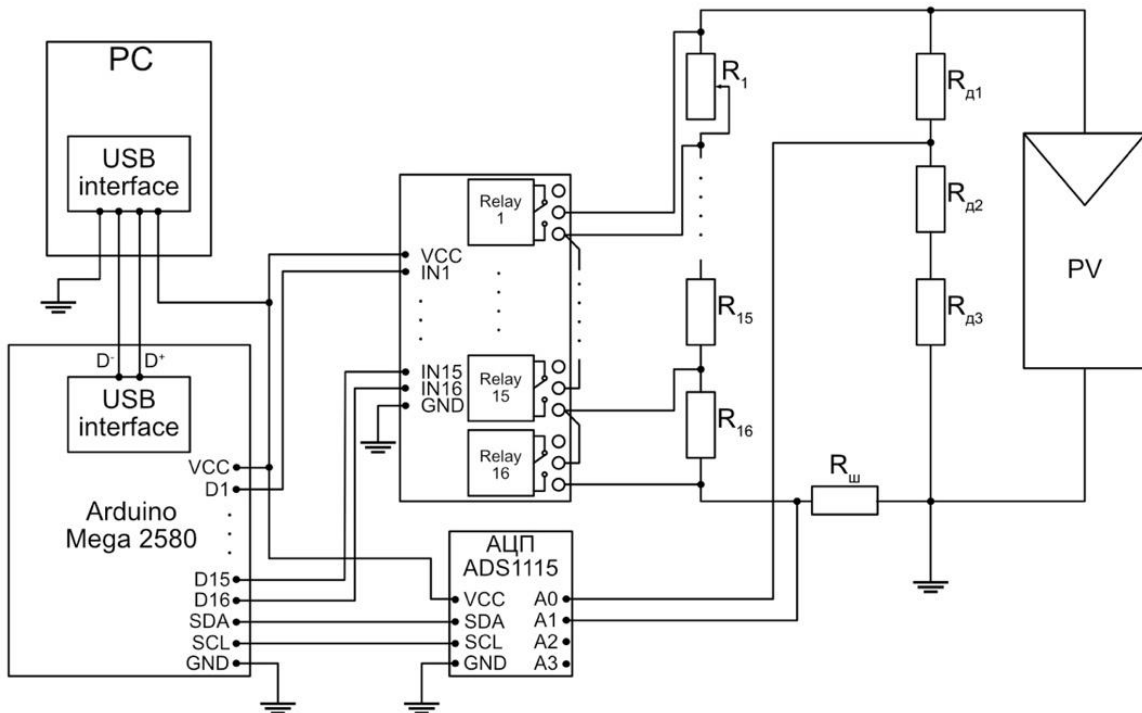 PC
USB
interface
D- D+
USB
interface
VCC
D1
Arduino
Mega 2580
D15
D16
SDA
SCL
GND
VCC
IN1
IN15
IN16
GND
Relay
1
Relay
15
Relay
16
АЦП
ADS1115
VCC
SDA
SCL
GND
A0
A1
A2
A3
R1
R15
R16
Rш
Rд1
Rд2
Rд3
PV